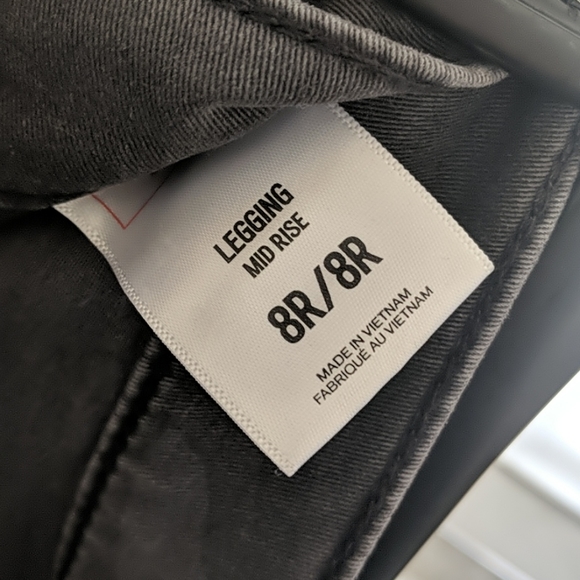 LEGGING
MID RISE
8R/8R
MADE IN VIETNAM
FABRIQUÉ AU VIETNAM